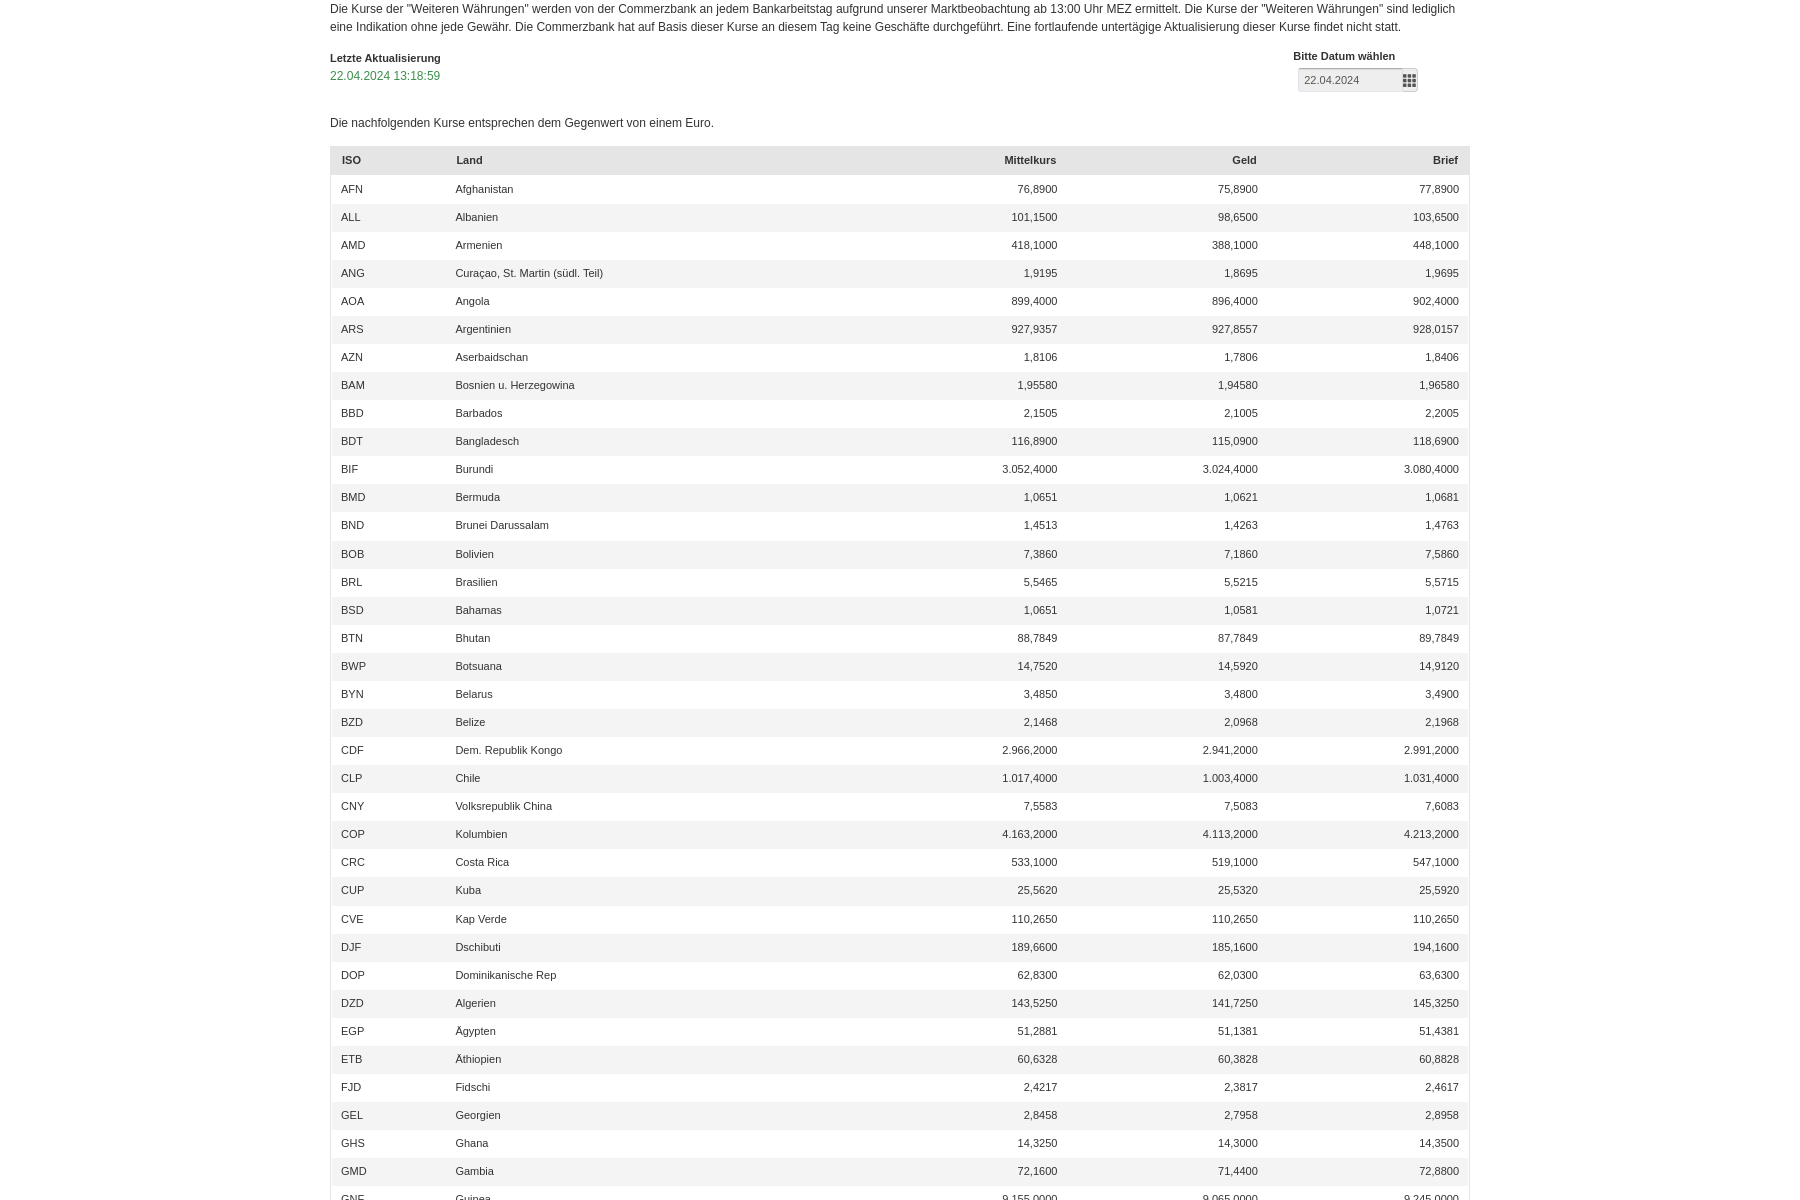 Die Kurse der "Weiteren Währungen" werden von der Commerzbank an jedem Bankarbeitstag aufgrund unserer Marktbeobachtung ab 13:00 Uhr MEZ ermittelt. Die Kurse der "Weiteren Währungen" sind lediglich
eine Indikation ohne jede Gewähr. Die Commerzbank hat auf Basis dieser Kurse an diesem Tag keine Geschäfte durchgeführt. Eine fortlaufende untertägige Aktualisierung dieser Kurse findet nicht statt.
Letzte Aktualisierung
22.04.2024 13:18:59
Bitte Datum wählen
22.04.2024
Die nachfolgenden Kurse entsprechen dem Gegenwert von einem Euro.
ISO Land Mittelkurs Geld Brief
AFN Afghanistan 76,8900 75,8900 77,8900
ALL Albanien 101,1500 98,6500 103,6500
AMD Armenien 418,1000 388,1000 448,1000
ANG Curaçao, St. Martin (südl. Teil) 1,9195 1,8695 1,9695
AOA Angola 899,4000 896,4000 902,4000
ARS Argentinien 927,9357 927,8557 928,0157
AZN Aserbaidschan 1,8106 1,7806 1,8406
BAM Bosnien u. Herzegowina 1,95580 1,94580 1,96580
BBD Barbados 2,1505 2,1005 2,2005
BDT Bangladesch 116,8900 115,0900 118,6900
BIF Burundi 3.052,4000 3.024,4000 3.080,4000
BMD Bermuda 1,0651 1,0621 1,0681
BND Brunei Darussalam 1,4513 1,4263 1,4763
BOB Bolivien 7,3860 7,1860 7,5860
BRL Brasilien 5,5465 5,5215 5,5715
BSD Bahamas 1,0651 1,0581 1,0721
BTN Bhutan 88,7849 87,7849 89,7849
BWP Botsuana 14,7520 14,5920 14,9120
BYN Belarus 3,4850 3,4800 3,4900
BZD Belize 2,1468 2,0968 2,1968
CDF Dem. Republik Kongo 2.966,2000 2.941,2000 2.991,2000
CLP Chile 1.017,4000 1.003,4000 1.031,4000
CNY Volksrepublik China 7,5583 7,5083 7,6083
COP Kolumbien 4.163,2000 4.113,2000 4.213,2000
CRC Costa Rica 533,1000 519,1000 547,1000
CUP Kuba 25,5620 25,5320 25,5920
CVE Kap Verde 110,2650 110,2650 110,2650
DJF Dschibuti 189,6600 185,1600 194,1600
DOP Dominikanische Rep 62,8300 62,0300 63,6300
DZD Algerien 143,5250 141,7250 145,3250
EGP Ägypten 51,2881 51,1381 51,4381
ETB Äthiopien 60,6328 60,3828 60,8828
FJD Fidschi 2,4217 2,3817 2,4617
GEL Georgien 2,8458 2,7958 2,8958
GHS Ghana 14,3250 14,3000 14,3500
GMD Gambia 72,1600 71,4400 72,8800
GNF Guinea 9.155,0000 9.065,0000 9.245,0000